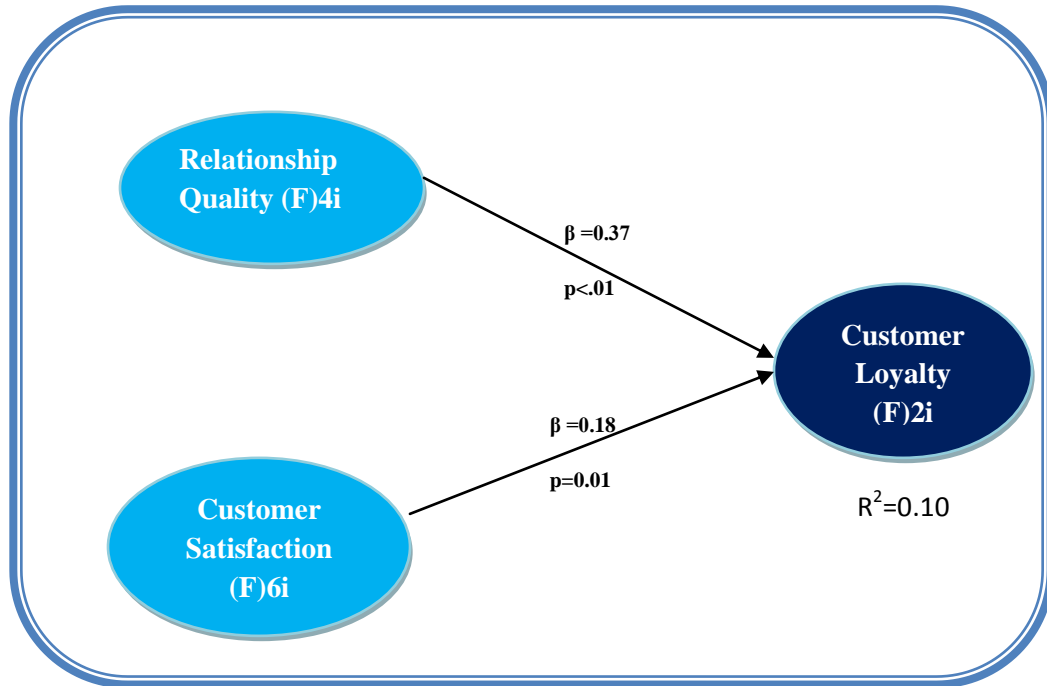 Relationship
Quality (F)4i
β =0.37
p<.01
Customer
Loyalty
(F)2i
β =0.18
p=0.01
Customer
Satisfaction
(F)6i
R²=0.10